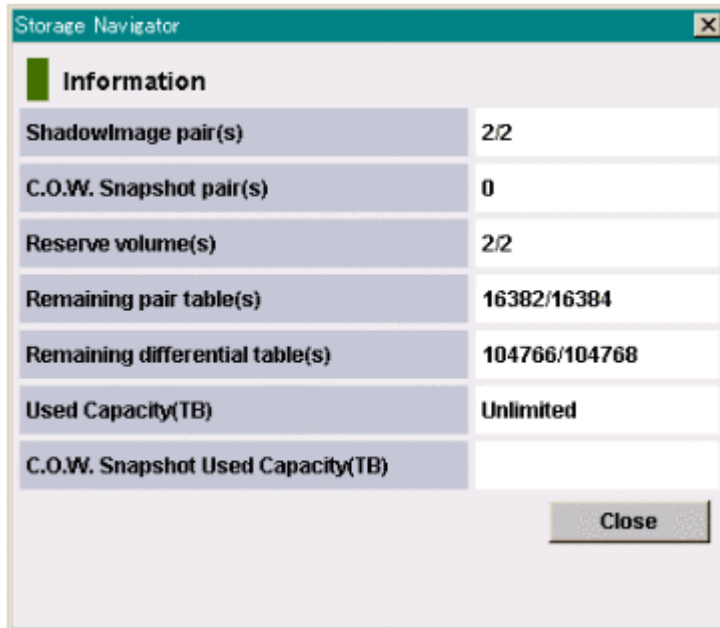 Storage Navigator
Information
ShadowImage pair(s) 2/2
C.O.W. Snapshot pair(s) 0
Reserve volume(s) 2/2
Remaining pair table(s) 16382/16384
Remaining differential table(s) 104766/104768
Used Capacity(TB) Unlimited
C.O.W. Snapshot Used Capacity(TB)
Close